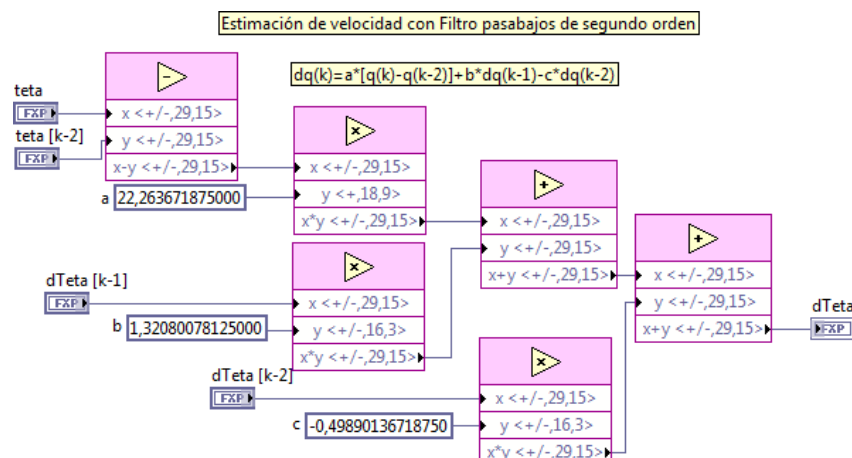 Estimación de velocidad con Filtro pasabajos de segundo orden
dq(k)=a*[q(k)-q(k-2)]+b*dq(k-1)-c*dq(k-2)
teta
FXP
teta [k-2]
FXP
−
x <+/-,29,15>
y <+/-,29,15>
x-y <+/-,29,15>
a 22,263671875000
×
x <+/-,29,15>
y <+,18,9>
x*y <+/-,29,15>
dTeta [k-1]
FXP
b 1,32080078125000
×
x <+/-,29,15>
y <+/-,16,3>
x*y <+/-,29,15>
+
x <+/-,29,15>
y <+/-,29,15>
x+y <+/-,29,15>
dTeta [k-2]
FXP
c -0,49890136718750
×
x <+/-,29,15>
y <+/-,16,3>
x*y <+/-,29,15>
+
x <+/-,29,15>
y <+/-,29,15>
x+y <+/-,29,15>
dTeta
FXP